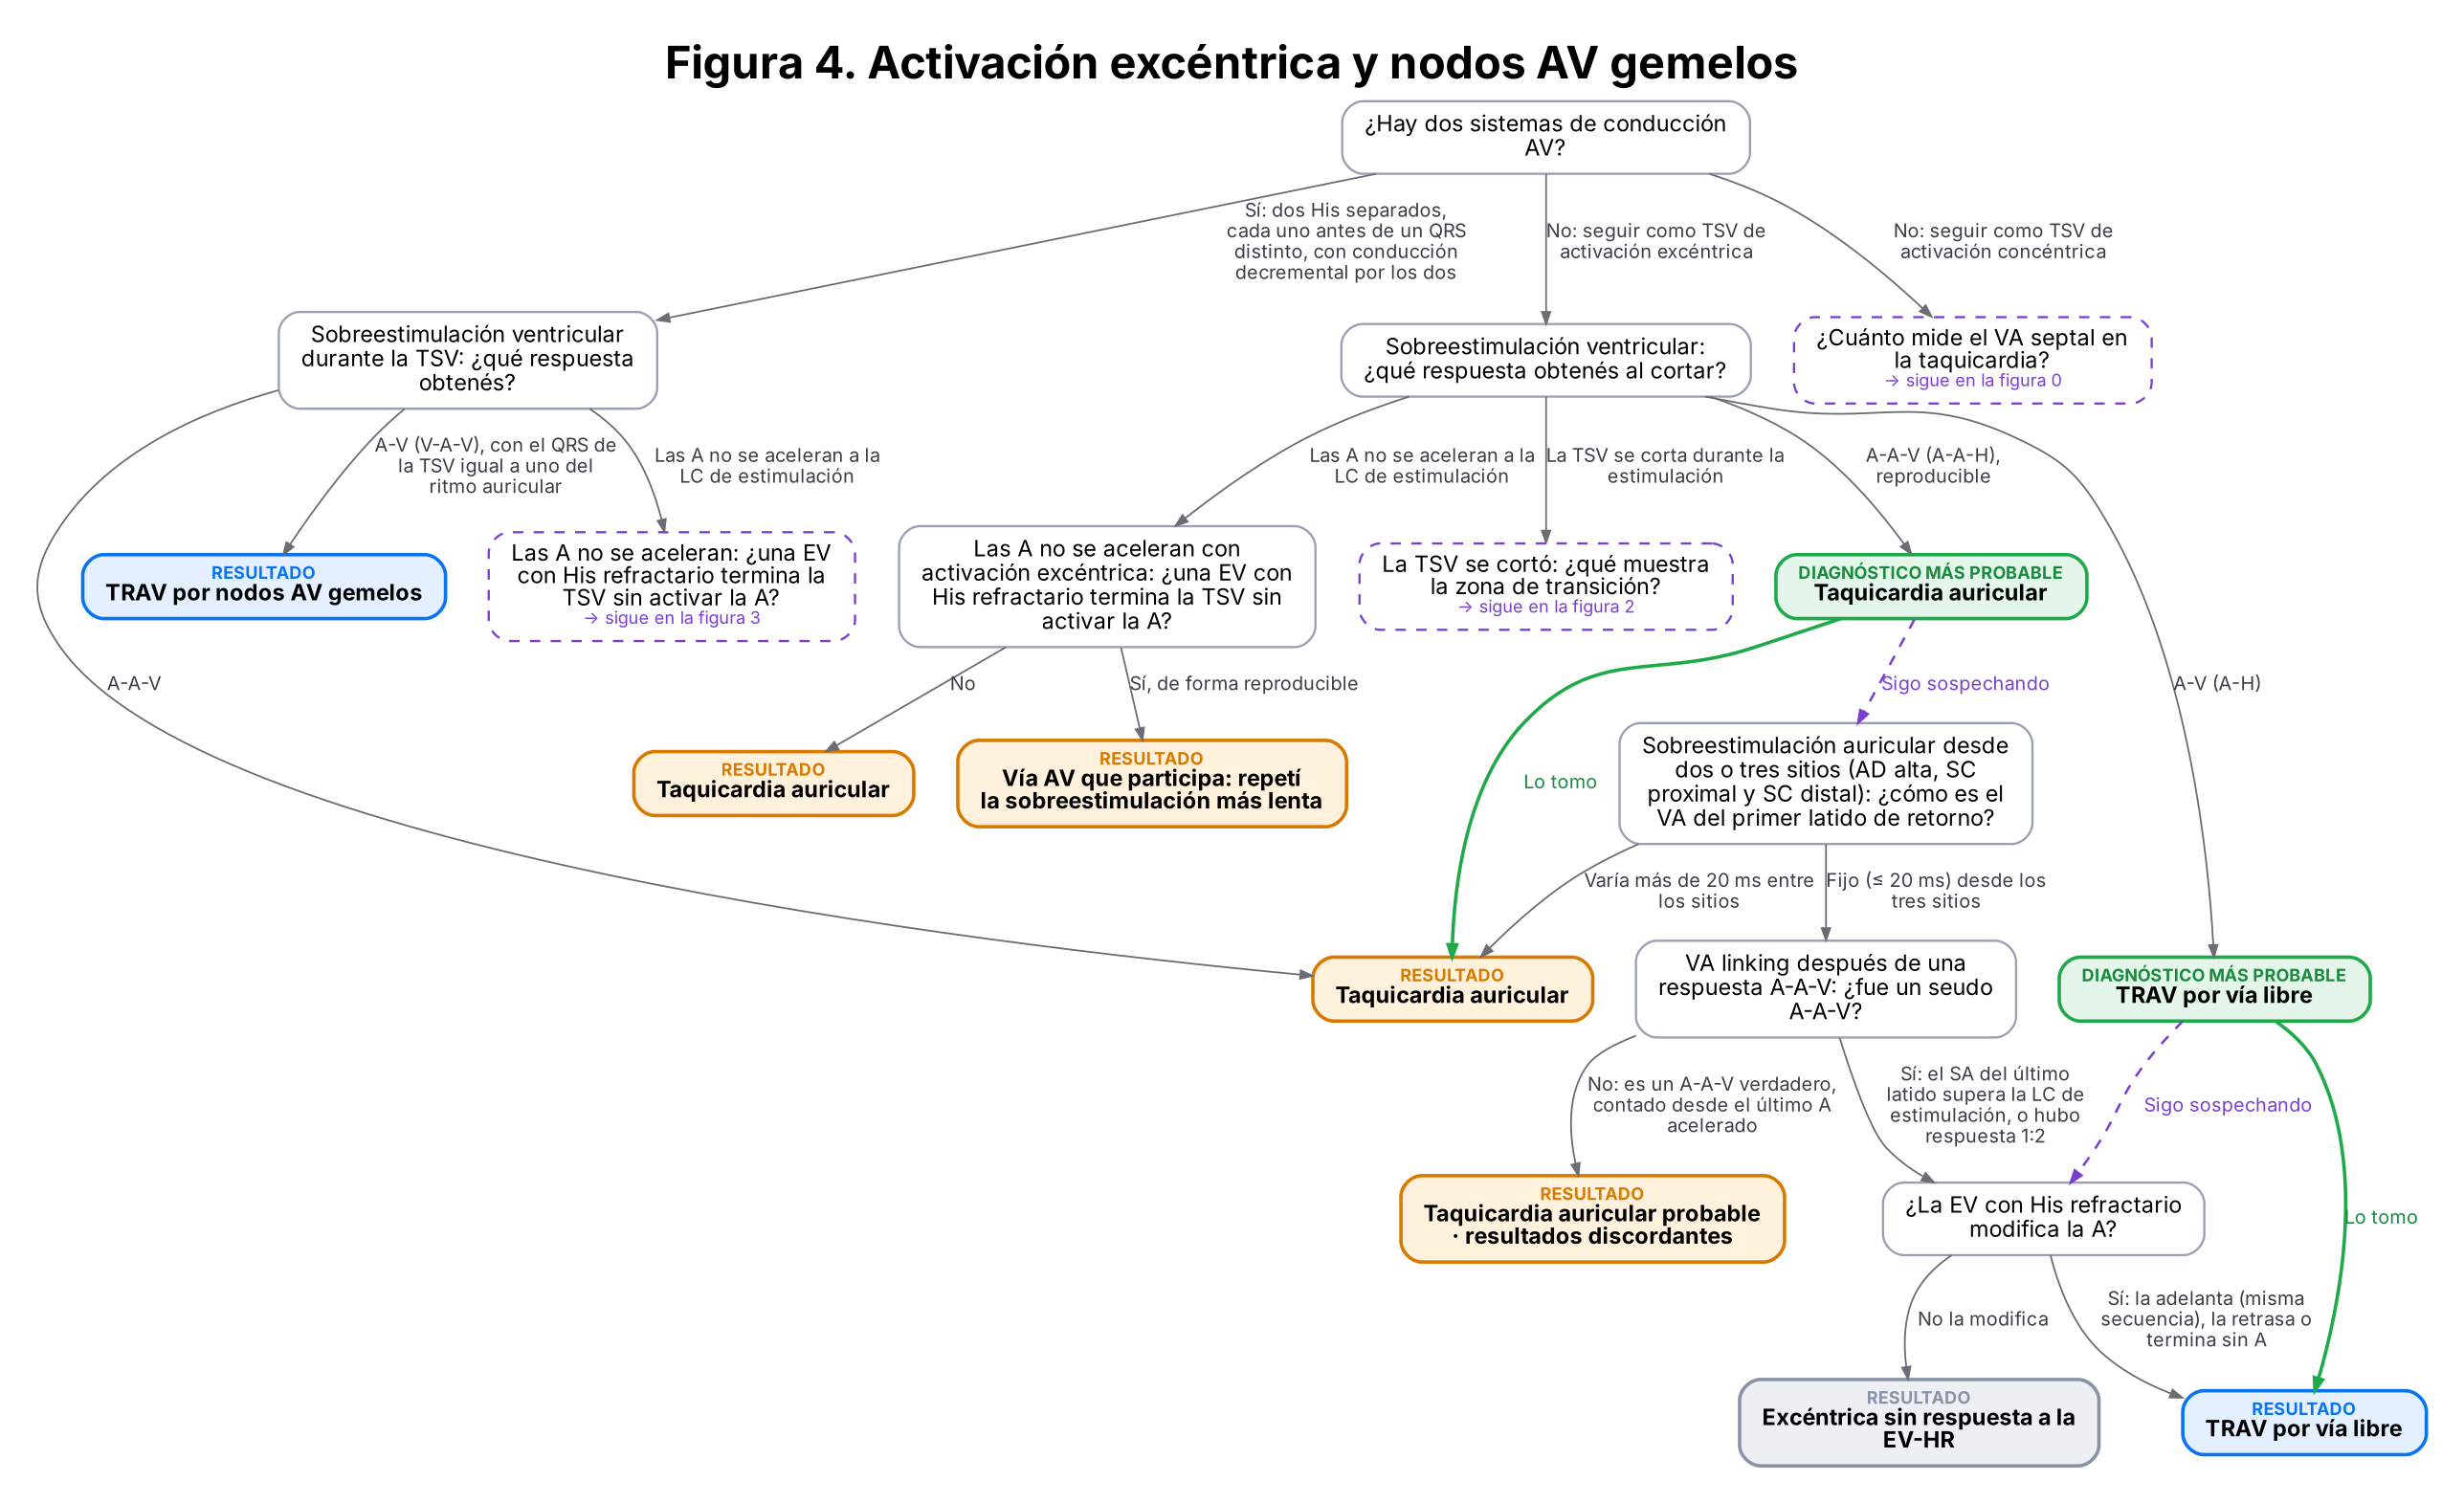 Figura 4. Activación excéntrica y nodos AV gemelos
¿Hay dos sistemas de conducción
AV?
Sí: dos His separados,
cada uno antes de un QRS
distinto, con conducción
decremental por los dos
No: seguir como TSV de
activación excéntrica
No: seguir como TSV de
activación concéntrica
Sobreestimulación ventricular
durante la TSV: ¿qué respuesta
obtenés?
Sobreestimulación ventricular:
¿qué respuesta obtenés al cortar?
¿Cuánto mide el VA septal en
la taquicardia?
→ sigue en la figura 0
A-V (V-A-V), con el QRS de
la TSV igual a uno del
ritmo auricular
Las A no se aceleran a la
LC de estimulación
Las A no se aceleran a la
LC de estimulación
La TSV se corta durante la
estimulación
A-A-V (A-A-H),
reproducible
RESULTADO
TRAV por nodos AV gemelos
Las A no se aceleran: ¿una EV
con His refractario termina la
TSV sin activar la A?
→ sigue en la figura 3
Las A no se aceleran con
activación excéntrica: ¿una EV con
His refractario termina la TSV sin
activar la A?
La TSV se cortó: ¿qué muestra
la zona de transición?
→ sigue en la figura 2
DIAGNÓSTICO MÁS PROBABLE
Taquicardia auricular
A-A-V
No
Sí, de forma reproducible
Sigo sospechando
A-V (A-H)
RESULTADO
Taquicardia auricular
RESULTADO
Vía AV que participa: repetí
la sobreestimulación más lenta
Lo tomo
Sobreestimulación auricular desde
dos o tres sitios (AD alta, SC
proximal y SC distal): ¿cómo es el
VA del primer latido de retorno?
Varía más de 20 ms entre
los sitios
Fijo (≤ 20 ms) desde los
tres sitios
RESULTADO
Taquicardia auricular
VA linking después de una
respuesta A-A-V: ¿fue un seudo
A-A-V?
DIAGNÓSTICO MÁS PROBABLE
TRAV por vía libre
No: es un A-A-V verdadero,
contado desde el último A
acelerado
Sí: el SA del último
latido supera la LC de
estimulación, o hubo
respuesta 1:2
Sigo sospechando
RESULTADO
Taquicardia auricular probable
· resultados discordantes
¿La EV con His refractario
modifica la A?
Lo tomo
No la modifica
Sí: la adelanta (misma
secuencia), la retrasa o
termina sin A
RESULTADO
Excéntrica sin respuesta a la
EV-HR
RESULTADO
TRAV por vía libre